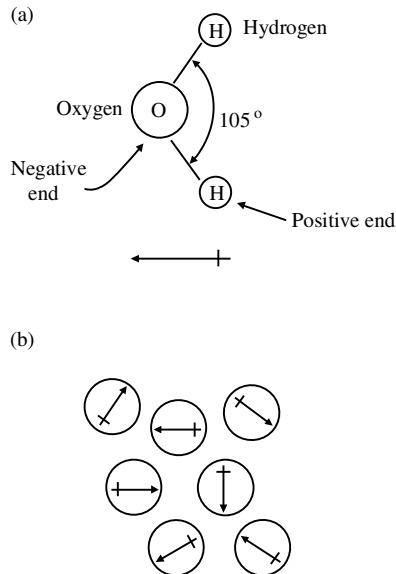 (a)
H Hydrogen
Oxygen O
105°
Negative
end
H
Positive end
(b)